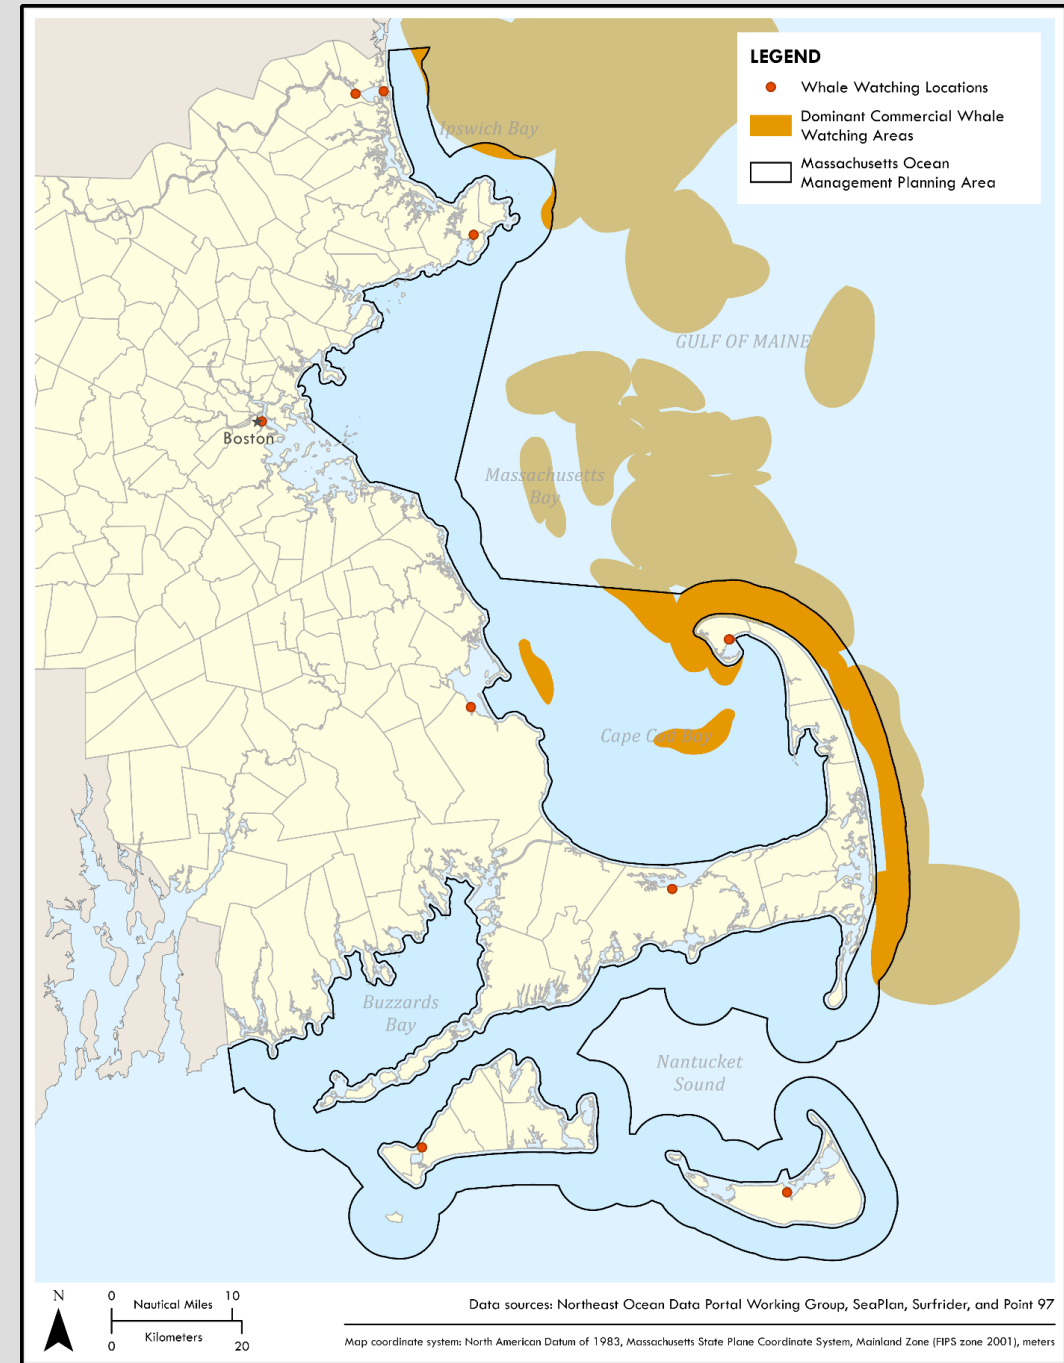 LEGEND
Whale Watching Locations
Dominant Commercial Whale
Watching Areas
Massachusetts Ocean
Management Planning Area
Ipswich Bay
GULF OF MAINE
Boston
Massachusetts
Bay
Cape Cod Bay
Buzzards
Bay
Nantucket
Sound
N
0
10
Nautical Miles
Kilometers
0
20
Data sources: Northeast Ocean Data Portal Working Group, SeaPlan, Surfrider, and Point 97
Map coordinate system: North American Datum of 1983, Massachusetts State Plane Coordinate System, Mainland Zone (FIPS zone 2001), meters